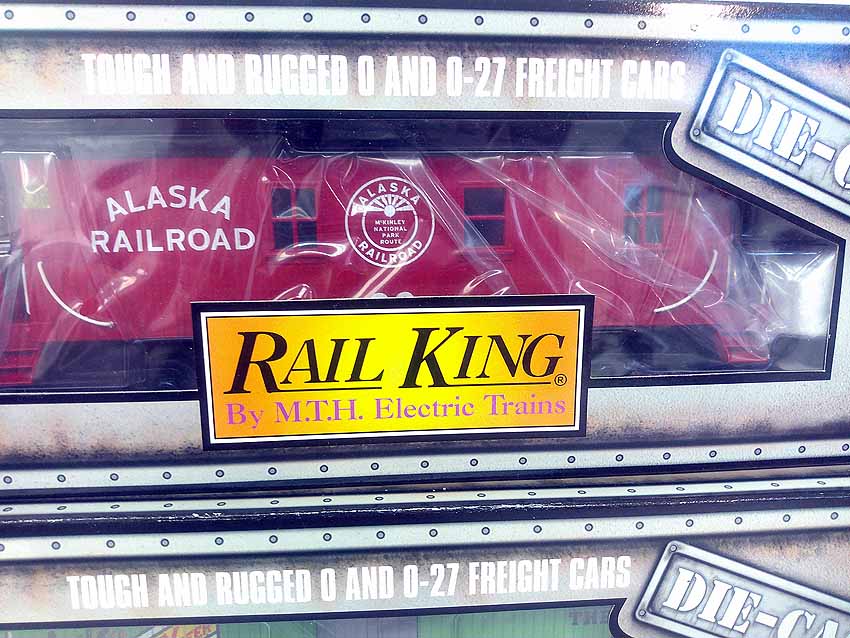 TOUGH AND RUGGED O AND O-27 FREIGHT CARS
DIE-C
ALASKA
RAILROAD
ALASKA
McKINLEY
NATIONAL
PARK
ROUTE
RAILROAD
RAIL KING®
By M.T.H. Electric Trains
TOUGH AND RUGGED O AND O-27 FREIGHT CARS
DIE-CA